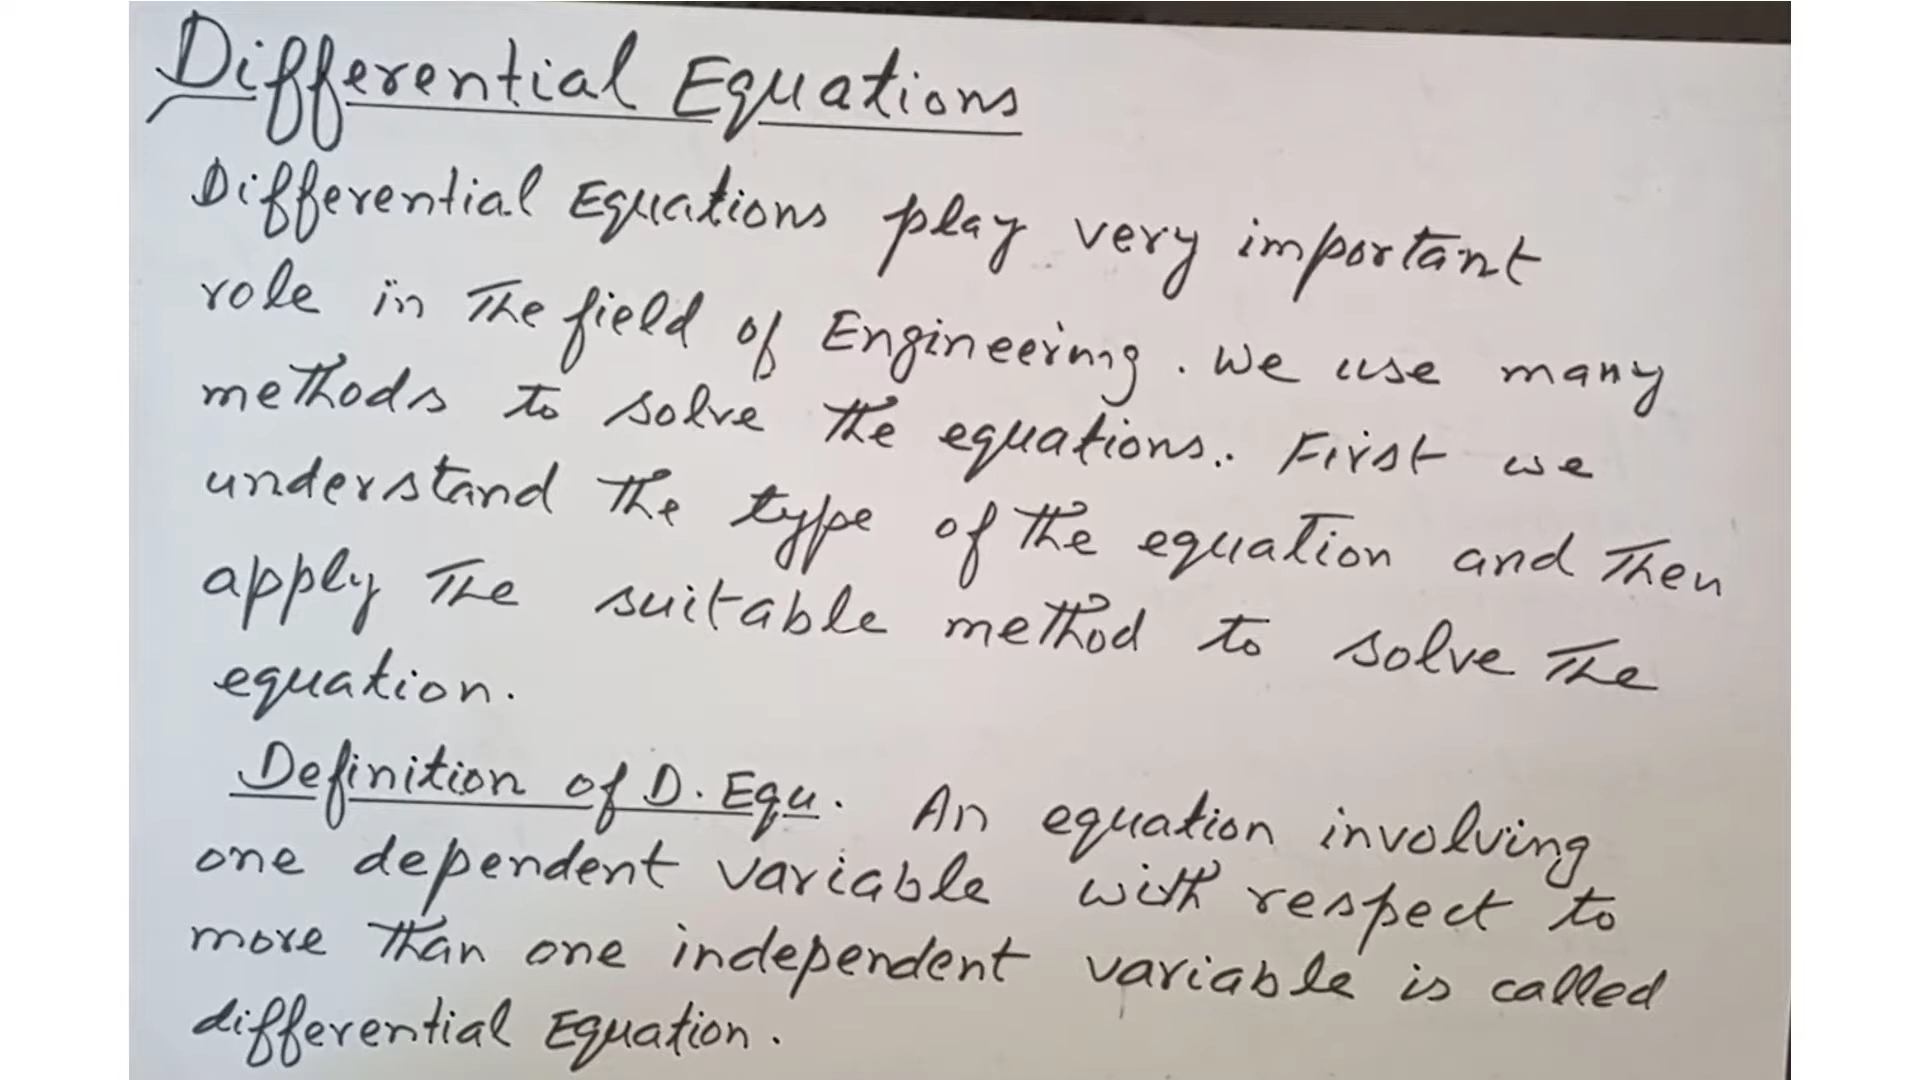 Differential Equations
Differential Equations play very important
role in the field of Engineering. We use many
methods to solve the equations.. First we
understand the type of the equation and then
apply the suitable method to solve the
equation.
Definition of D. Equ. An equation involving
one dependent variable with respect to
more than one independent variable is called
differential Equation.